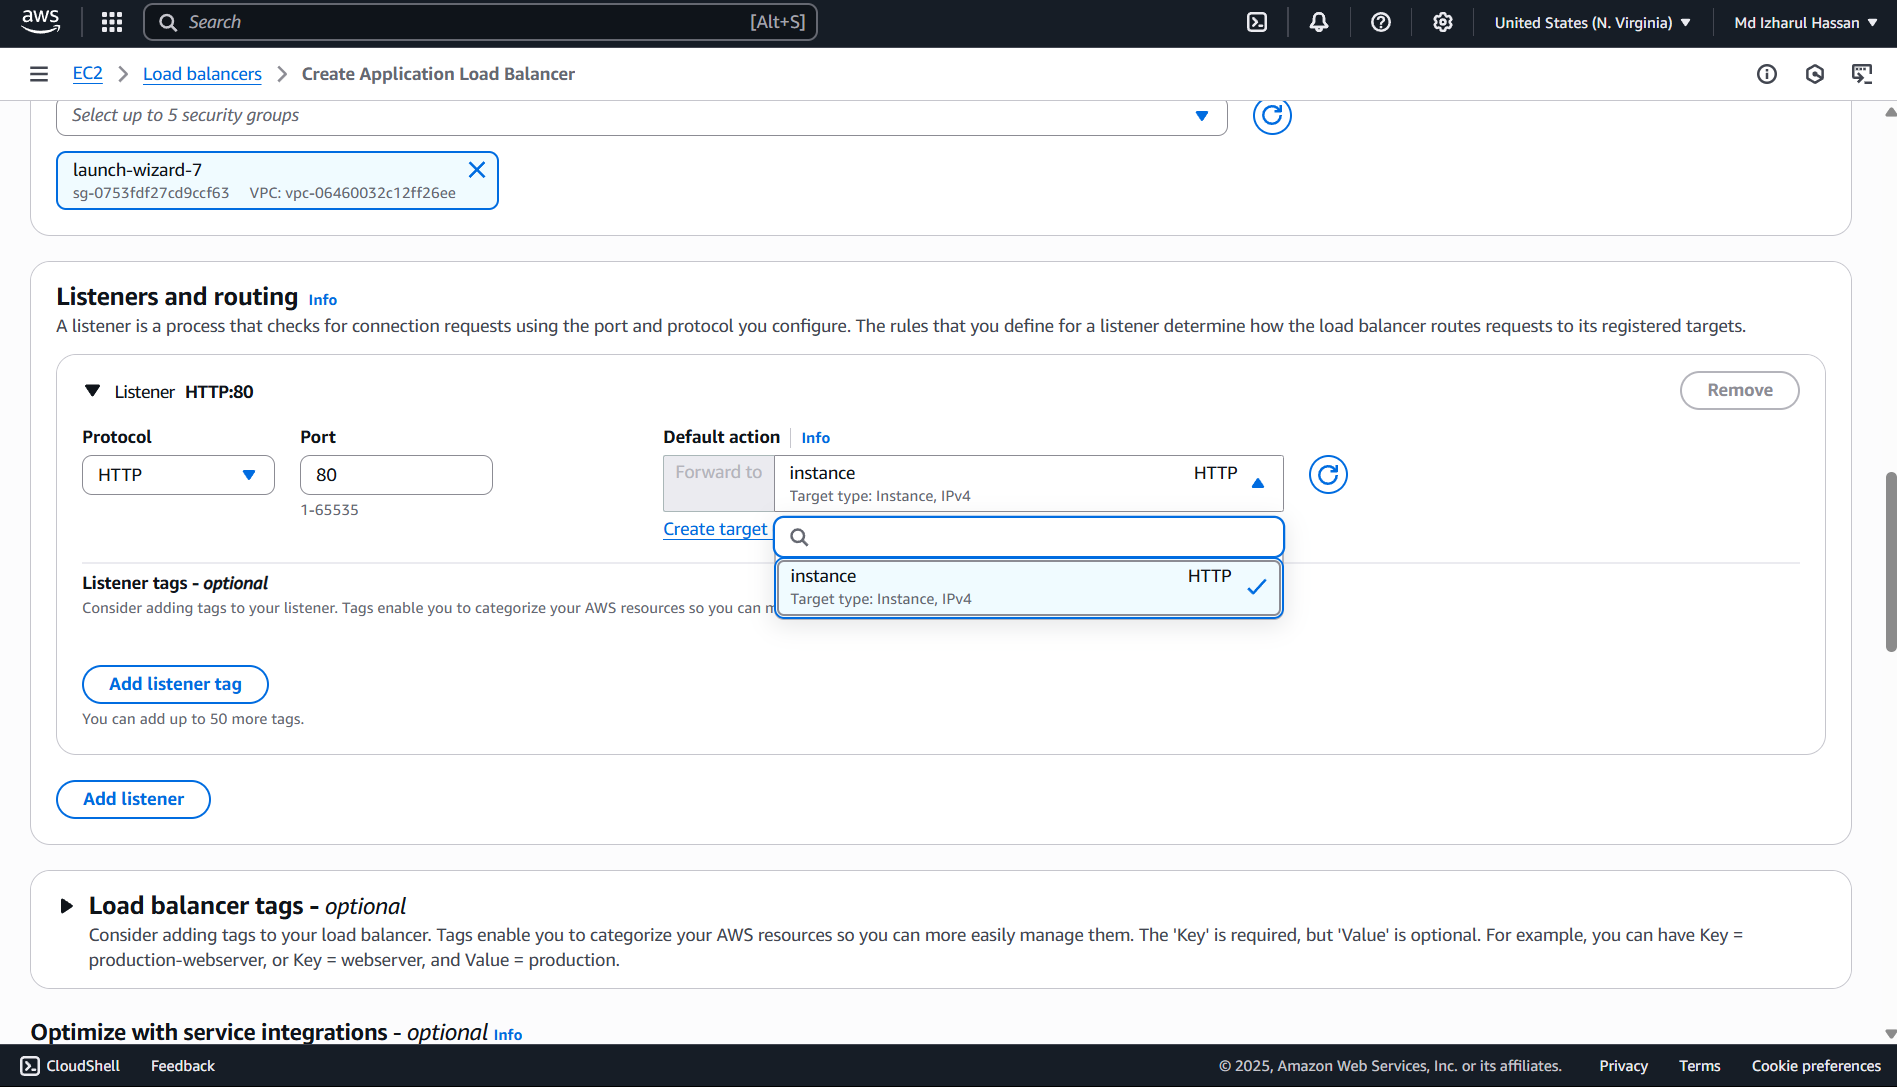 aws
Search [Alt+S]
United States (N. Virginia)
Md Izharul Hassan
EC2
Load balancers
Create Application Load Balancer
Select up to 5 security groups
launch-wizard-7
sg-0753fdf27cd9ccf63 VPC: vpc-06460032c12ff26ee
Listeners and routing Info
A listener is a process that checks for connection requests using the port and protocol you configure. The rules that you define for a listener determine how the load balancer routes requests to its registered targets.
Listener HTTP:80
Remove
Protocol
Port
Default action Info
HTTP
80
1-65535
Forward to
instance HTTP
Target type: Instance, IPv4
Create target
instance HTTP
Target type: Instance, IPv4
Listener tags - optional
Consider adding tags to your listener. Tags enable you to categorize your AWS resources so you can
Add listener tag
You can add up to 50 more tags.
Add listener
Load balancer tags - optional
Consider adding tags to your load balancer. Tags enable you to categorize your AWS resources so you can more easily manage them. The 'Key' is required, but 'Value' is optional. For example, you can have Key =
production-webserver, or Key = webserver, and Value = production.
Optimize with service integrations - optional Info
CloudShell
Feedback
© 2025, Amazon Web Services, Inc. or its affiliates.
Privacy
Terms
Cookie preferences